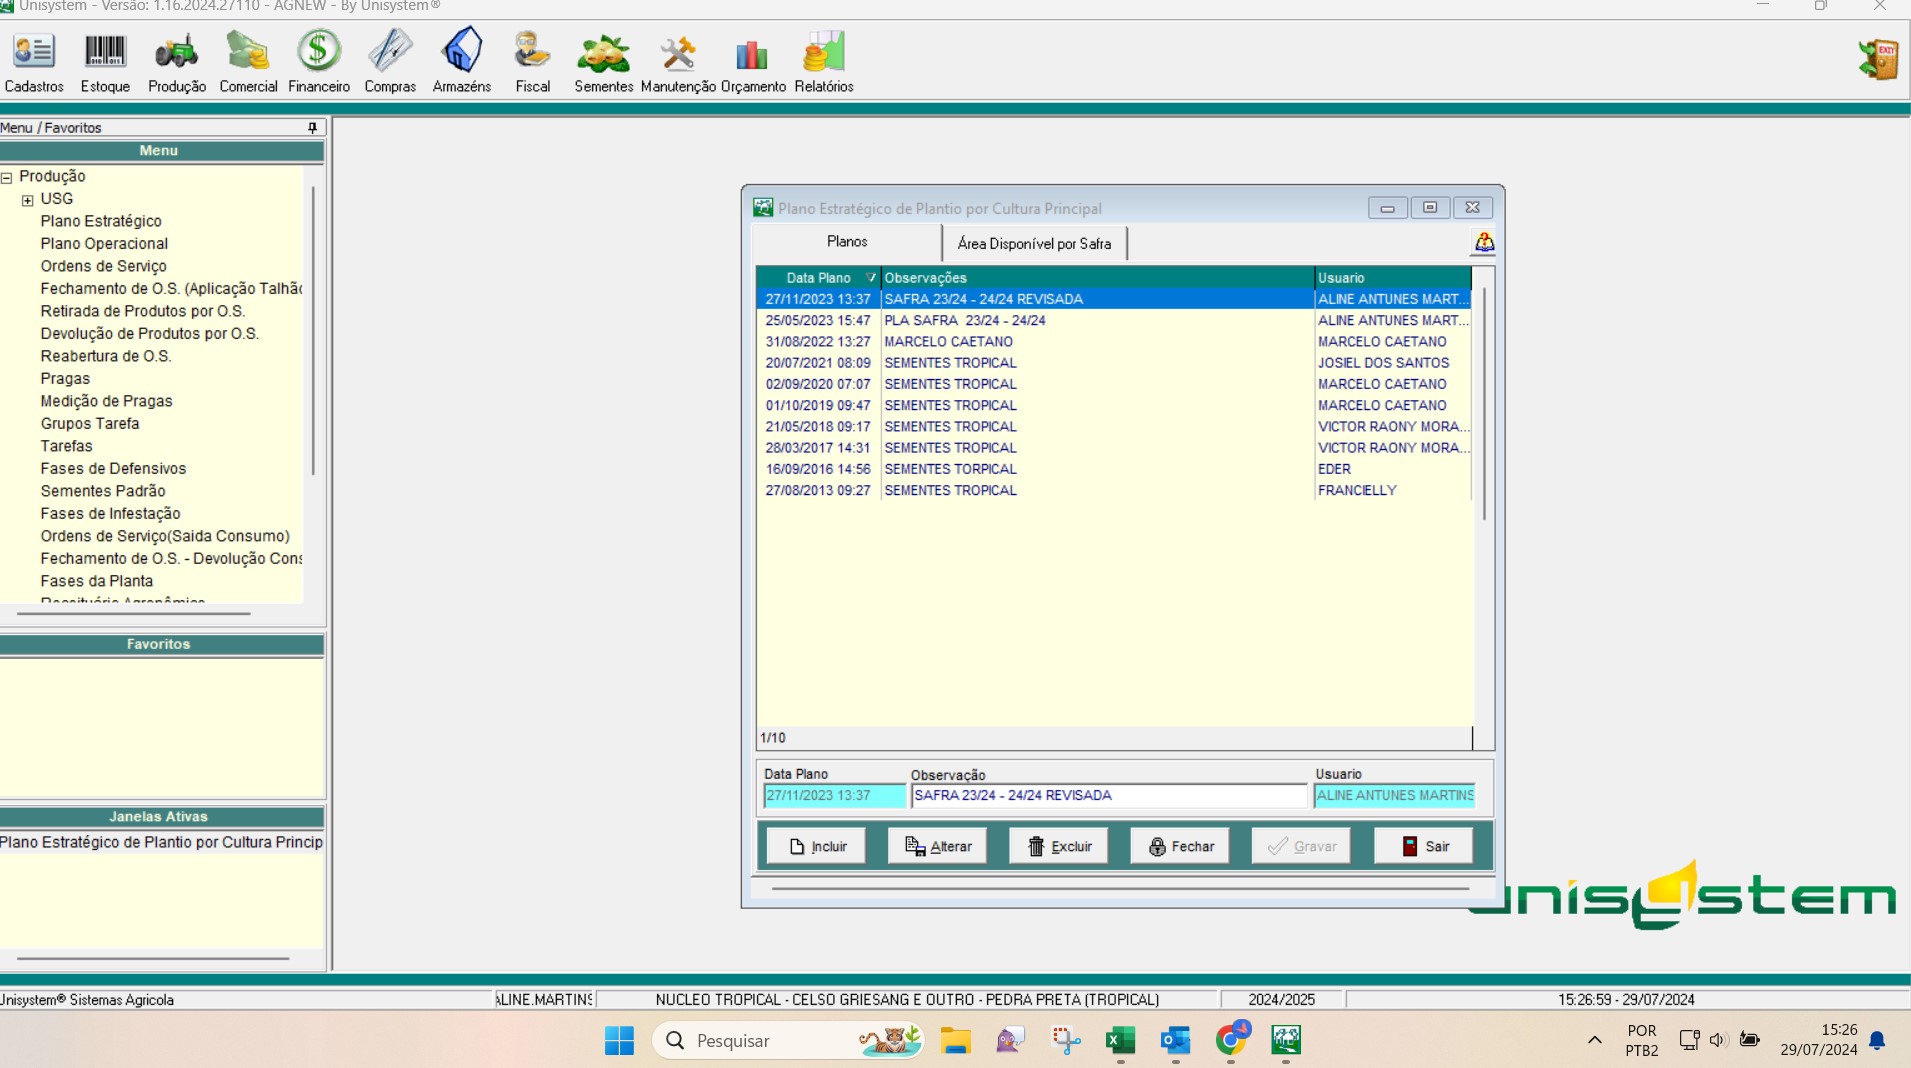 Unisystem - Versão: 1.16.2024.27110 - AGNEW - By Unisystem®
Cadastros Estoque Produção Comercial Financeiro Compras Armazéns Fiscal Sementes Manutenção Orçamento Relatórios
EXIT
Menu / Favoritos
Menu
Produção
USG
Plano Estratégico
Plano Operacional
Ordens de Serviço
Fechamento de O.S. (Aplicação Talhão
Retirada de Produtos por O.S.
Devolução de Produtos por O.S.
Reabertura de O.S.
Pragas
Medição de Pragas
Grupos Tarefa
Tarefas
Fases de Defensivos
Sementes Padrão
Fases de Infestação
Ordens de Serviço(Saida Consumo)
Fechamento de O.S. - Devolução Cons
Fases da Planta
Receituário Agronômico
Favoritos
Janelas Ativas
Plano Estratégico de Plantio por Cultura Princip
Plano Estratégico de Plantio por Cultura Principal
Planos Área Disponível por Safra
Data Plano Observações Usuario
27/11/2023 13:37 SAFRA 23/24 - 24/24 REVISADA ALINE ANTUNES MART...
25/05/2023 15:47 PLA SAFRA 23/24 - 24/24 ALINE ANTUNES MART...
31/08/2022 13:27 MARCELO CAETANO MARCELO CAETANO
20/07/2021 08:09 SEMENTES TROPICAL JOSIEL DOS SANTOS
02/09/2020 07:07 SEMENTES TROPICAL MARCELO CAETANO
01/10/2019 09:47 SEMENTES TROPICAL MARCELO CAETANO
21/05/2018 09:17 SEMENTES TROPICAL VICTOR RAONY MORA...
28/03/2017 14:31 SEMENTES TROPICAL VICTOR RAONY MORA...
16/09/2016 14:56 SEMENTES TORPICAL EDER
27/08/2013 09:27 SEMENTES TROPICAL FRANCIELLY
1/10
Data Plano Observação Usuario
27/11/2023 13:37 SAFRA 23/24 - 24/24 REVISADA ALINE ANTUNES MARTINS
Incluir Alterar Excluir Fechar Gravar Sair
unisystem
Unisystem® Sistemas Agricola ALINE.MARTINS NUCLEO TROPICAL - CELSO GRIESANG E OUTRO - PEDRA PRETA (TROPICAL) 2024/2025 15:26:59 - 29/07/2024
Pesquisar
POR
PTB2
15:26
29/07/2024